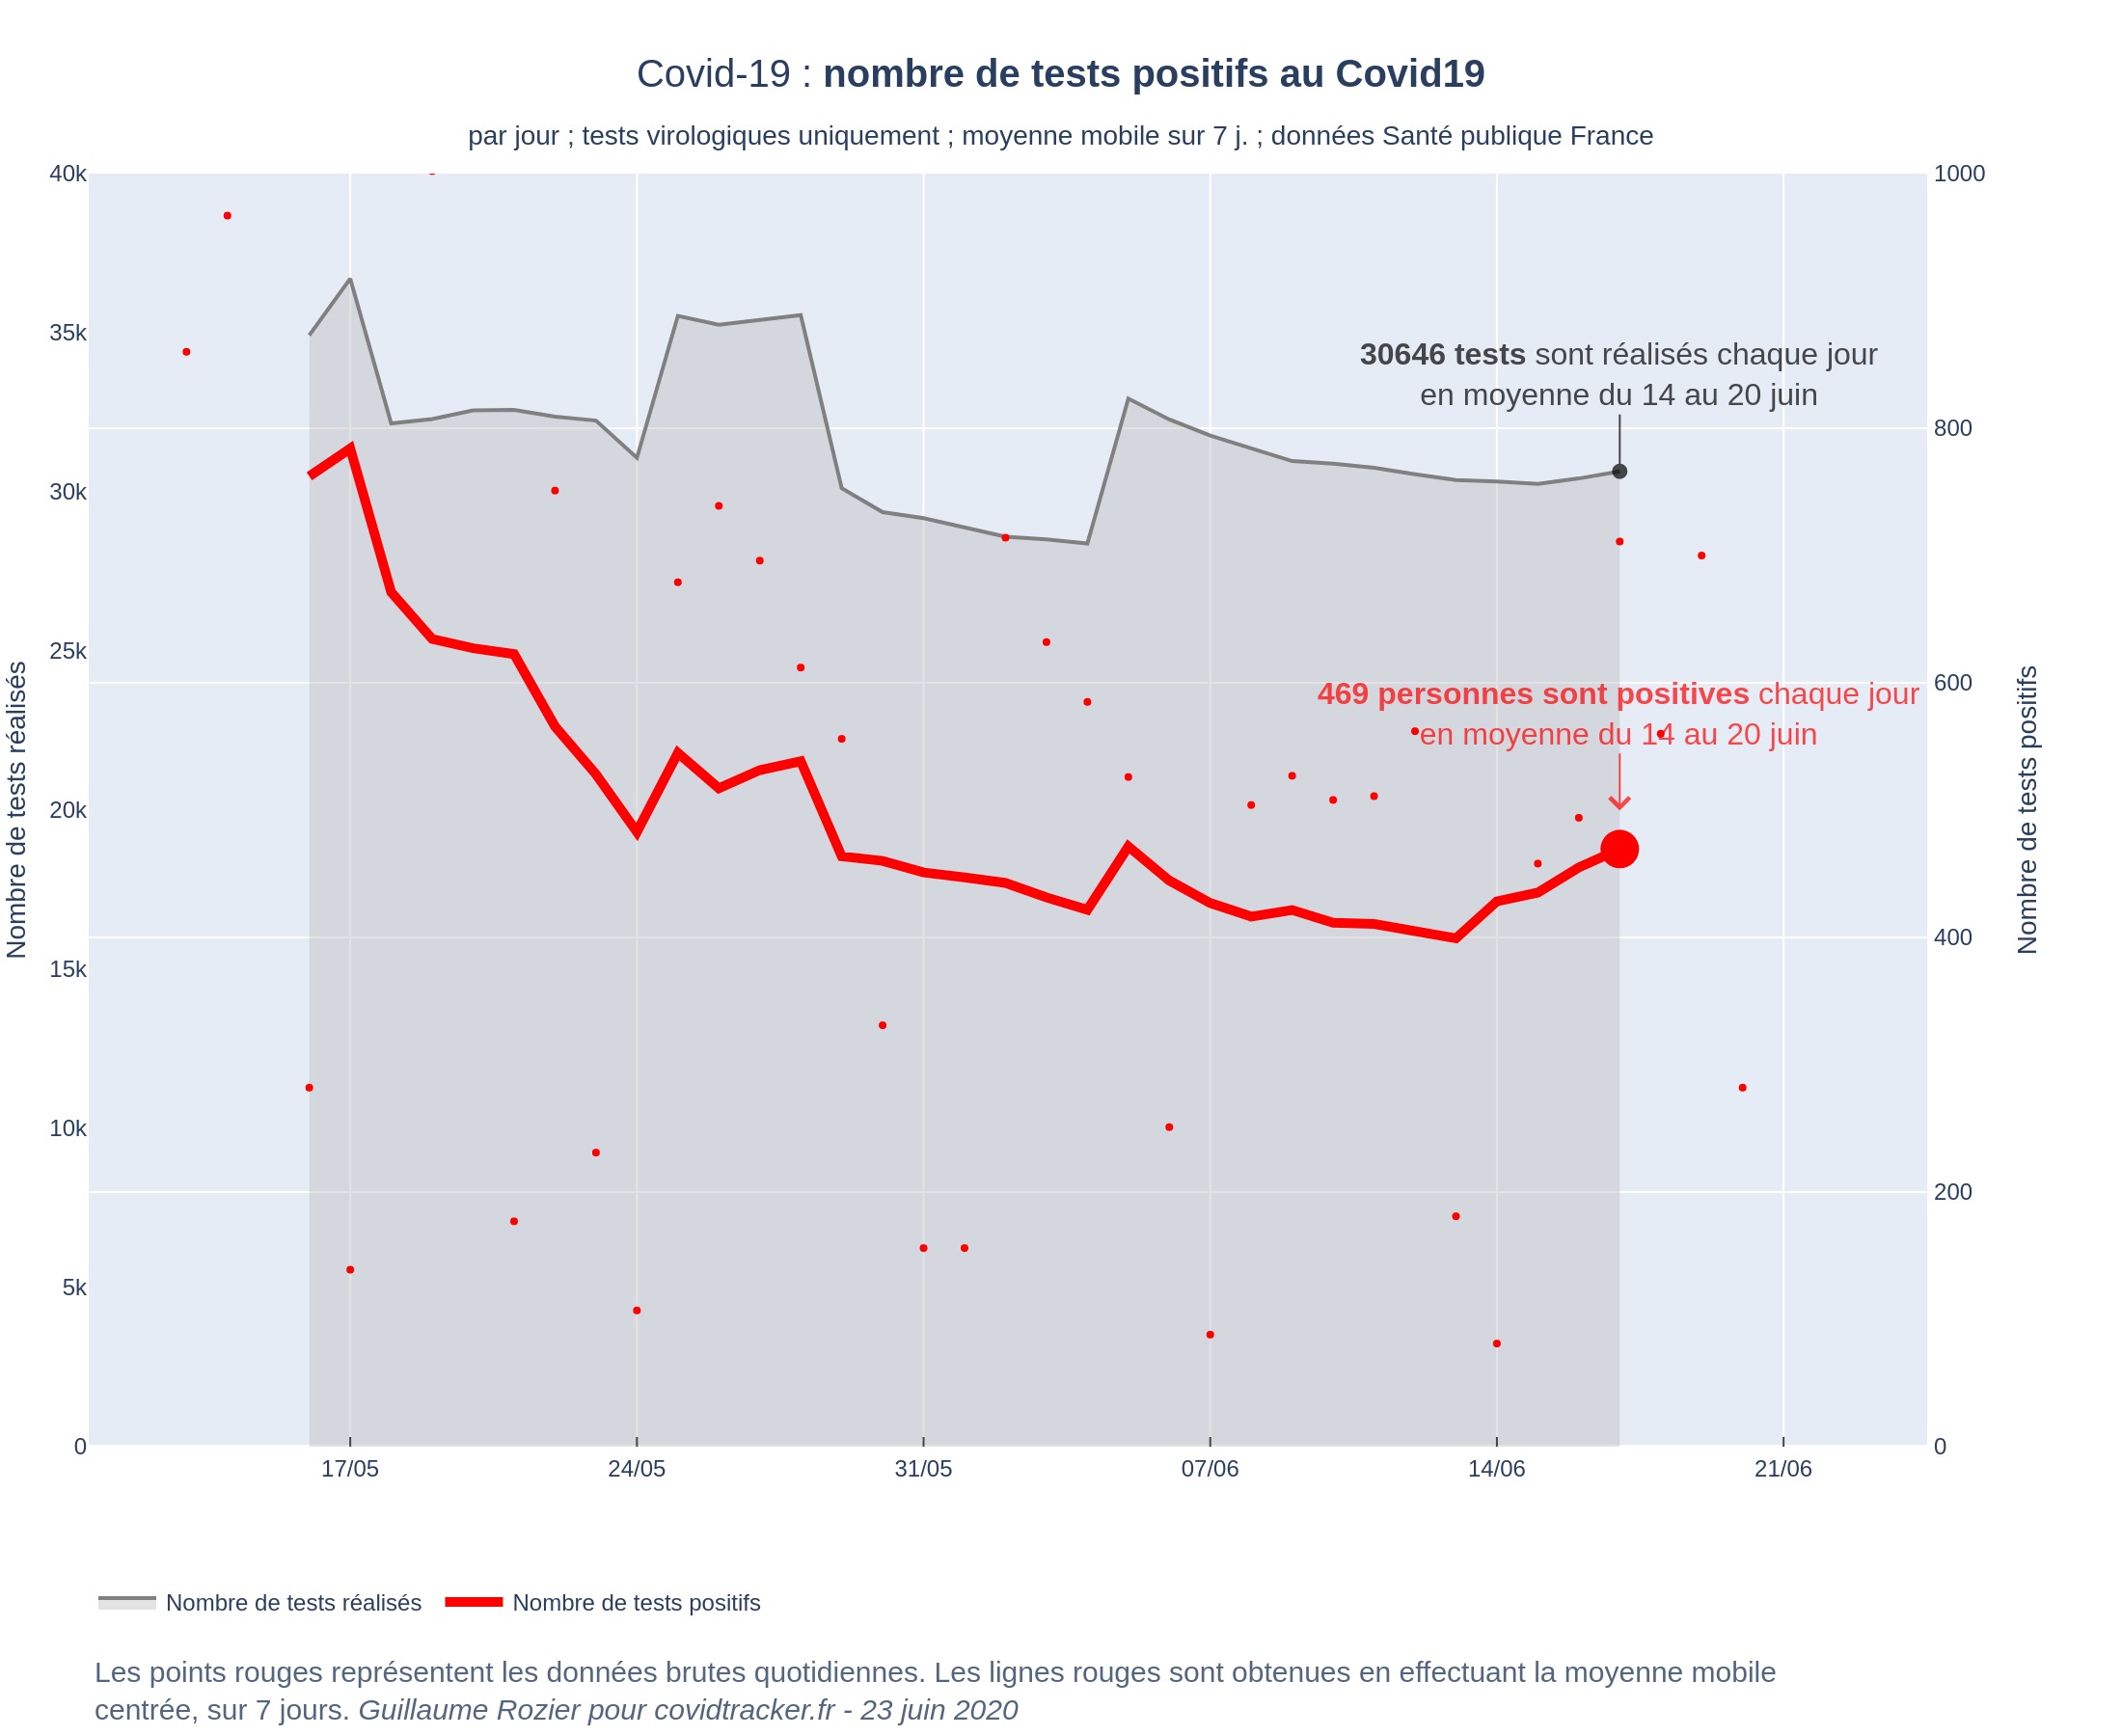 Covid-19 : nombre de tests positifs au Covid19
par jour ; tests virologiques uniquement ; moyenne mobile sur 7 j. ; données Santé publique France
40k
35k
30k
25k
20k
15k
10k
5k
0
Nombre de tests réalisés
1000
800
600
400
200
0
Nombre de tests positifs
30646 tests sont réalisés chaque jour
en moyenne du 14 au 20 juin
469 personnes sont positives chaque jour
en moyenne du 14 au 20 juin
17/05
24/05
31/05
07/06
14/06
21/06
Nombre de tests réalisés
Nombre de tests positifs
Les points rouges représentent les données brutes quotidiennes. Les lignes rouges sont obtenues en effectuant la moyenne mobile
centrée, sur 7 jours. Guillaume Rozier pour covidtracker.fr - 23 juin 2020